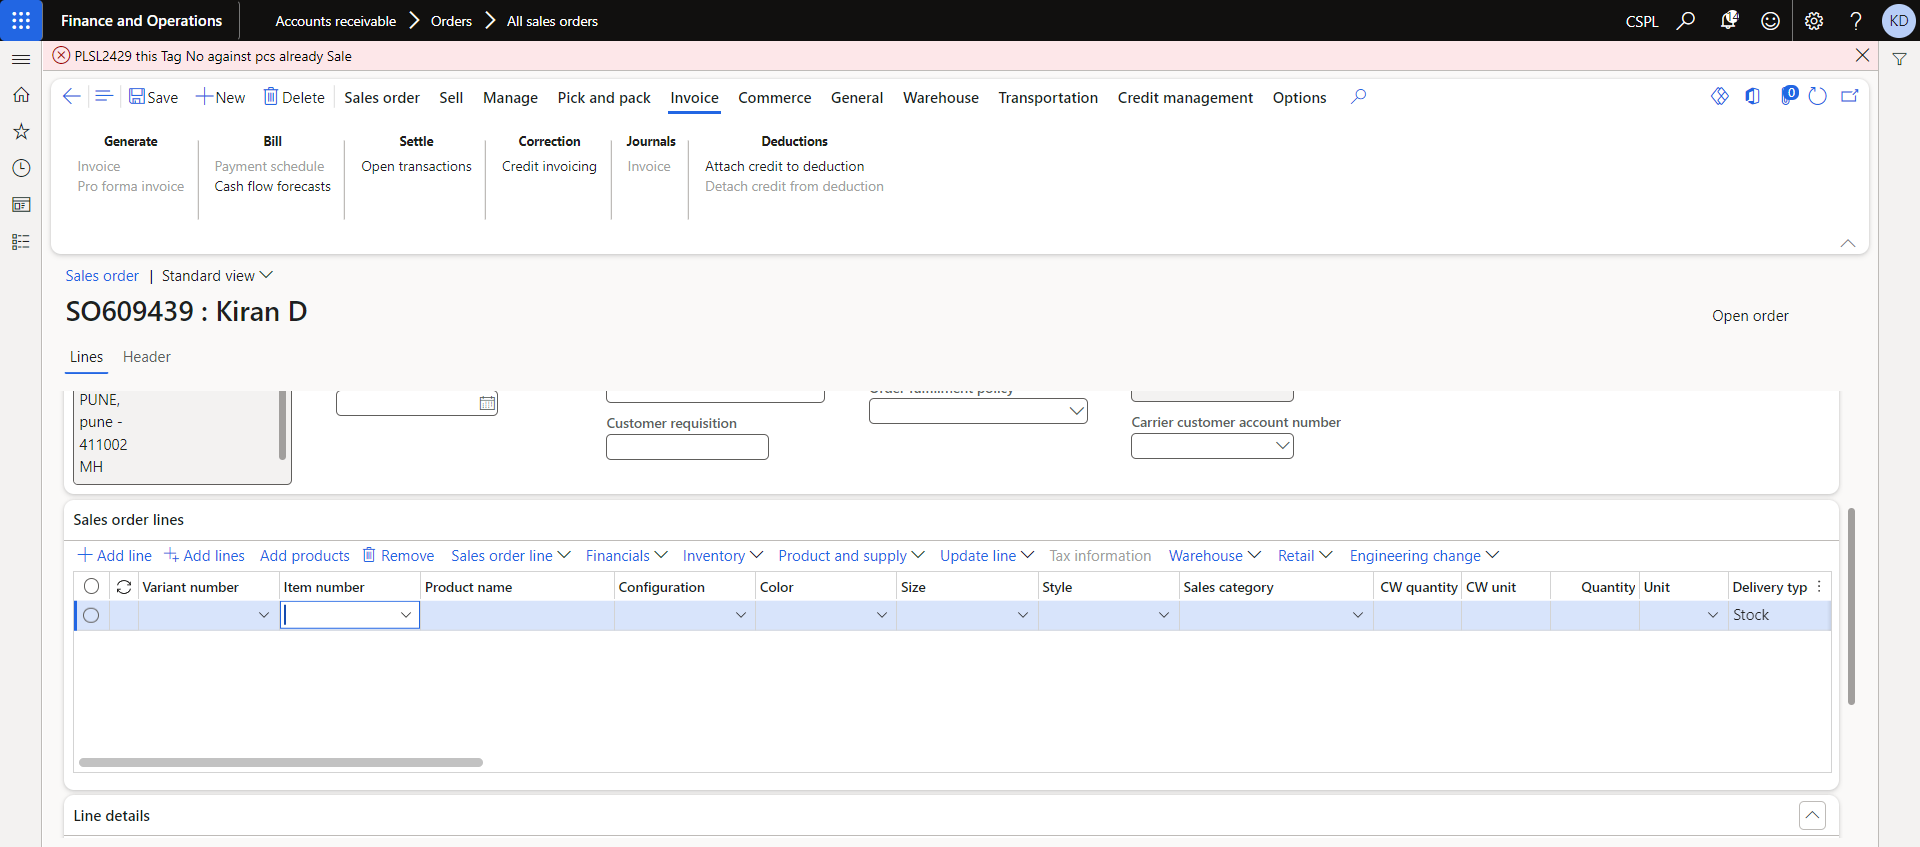 Finance and Operations
Accounts receivable
Orders
All sales orders
CSPL
14
KD
PLSL2429 this Tag No against pcs already Sale
Save
New
Delete
Sales order
Sell
Manage
Pick and pack
Invoice
Commerce
General
Warehouse
Transportation
Credit management
Options
0
Generate
Invoice
Pro forma invoice
Bill
Payment schedule
Cash flow forecasts
Settle
Open transactions
Correction
Credit invoicing
Journals
Invoice
Deductions
Attach credit to deduction
Detach credit from deduction
Sales order | Standard view
SO609439 : Kiran D
Open order
Lines
Header
PUNE,
pune -
411002
MH
Customer requisition
Order fulfillment policy
Carrier customer account number
Sales order lines
Add line
Add lines
Add products
Remove
Sales order line
Financials
Inventory
Product and supply
Update line
Tax information
Warehouse
Retail
Engineering change
Variant number
Item number
Product name
Configuration
Color
Size
Style
Sales category
CW quantity
CW unit
Quantity
Unit
Delivery typ
Stock
Line details